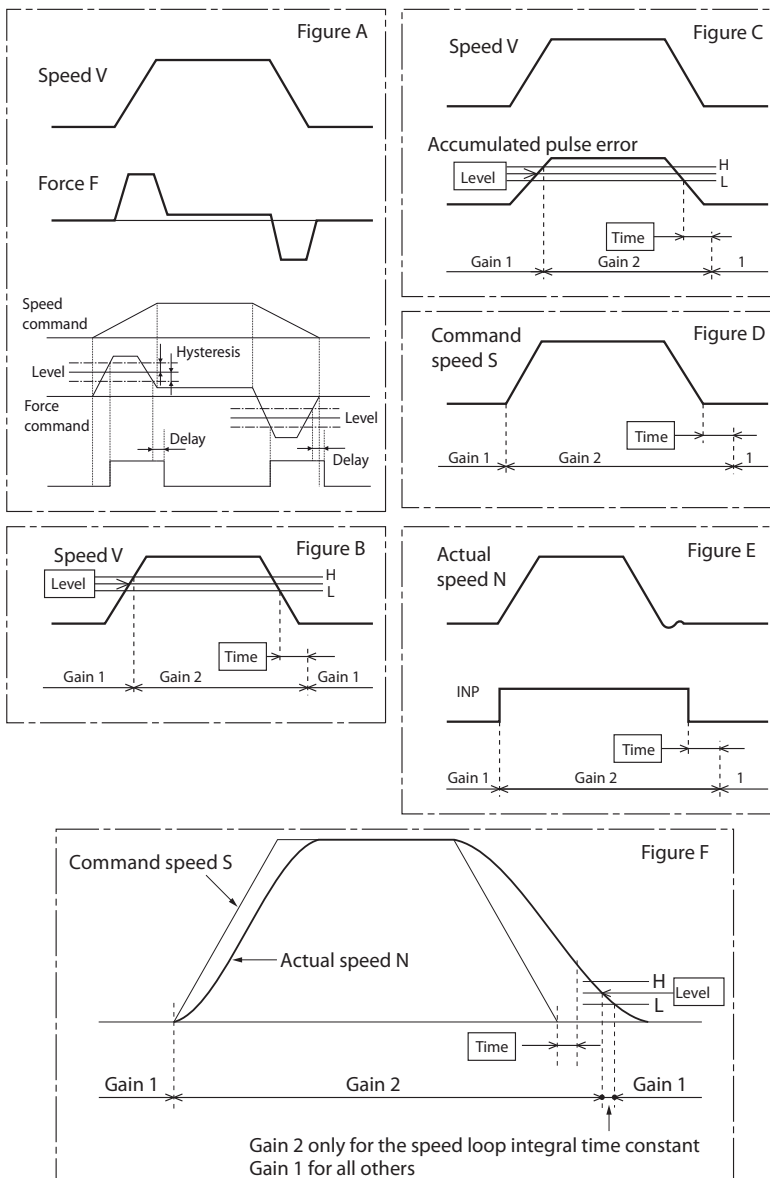 Figure A
Speed V
Force F
Speed
command
Hysteresis
Level
Force
command
Level
Delay
Delay
Figure B
Speed V
H
Level
L
Time
Gain 1
Gain 2
Gain 1
Figure C
Speed V
Accumulated pulse error
H
Level
L
Time
Gain 1
Gain 2
1
Figure D
Command
speed S
Time
Gain 1
Gain 2
1
Figure E
Actual
speed N
INP
Time
Gain 1
Gain 2
1
Figure F
Command speed S
Actual speed N
H
Level
L
Time
Gain 1
Gain 2
Gain 1
Gain 2 only for the speed loop integral time constant
Gain 1 for all others